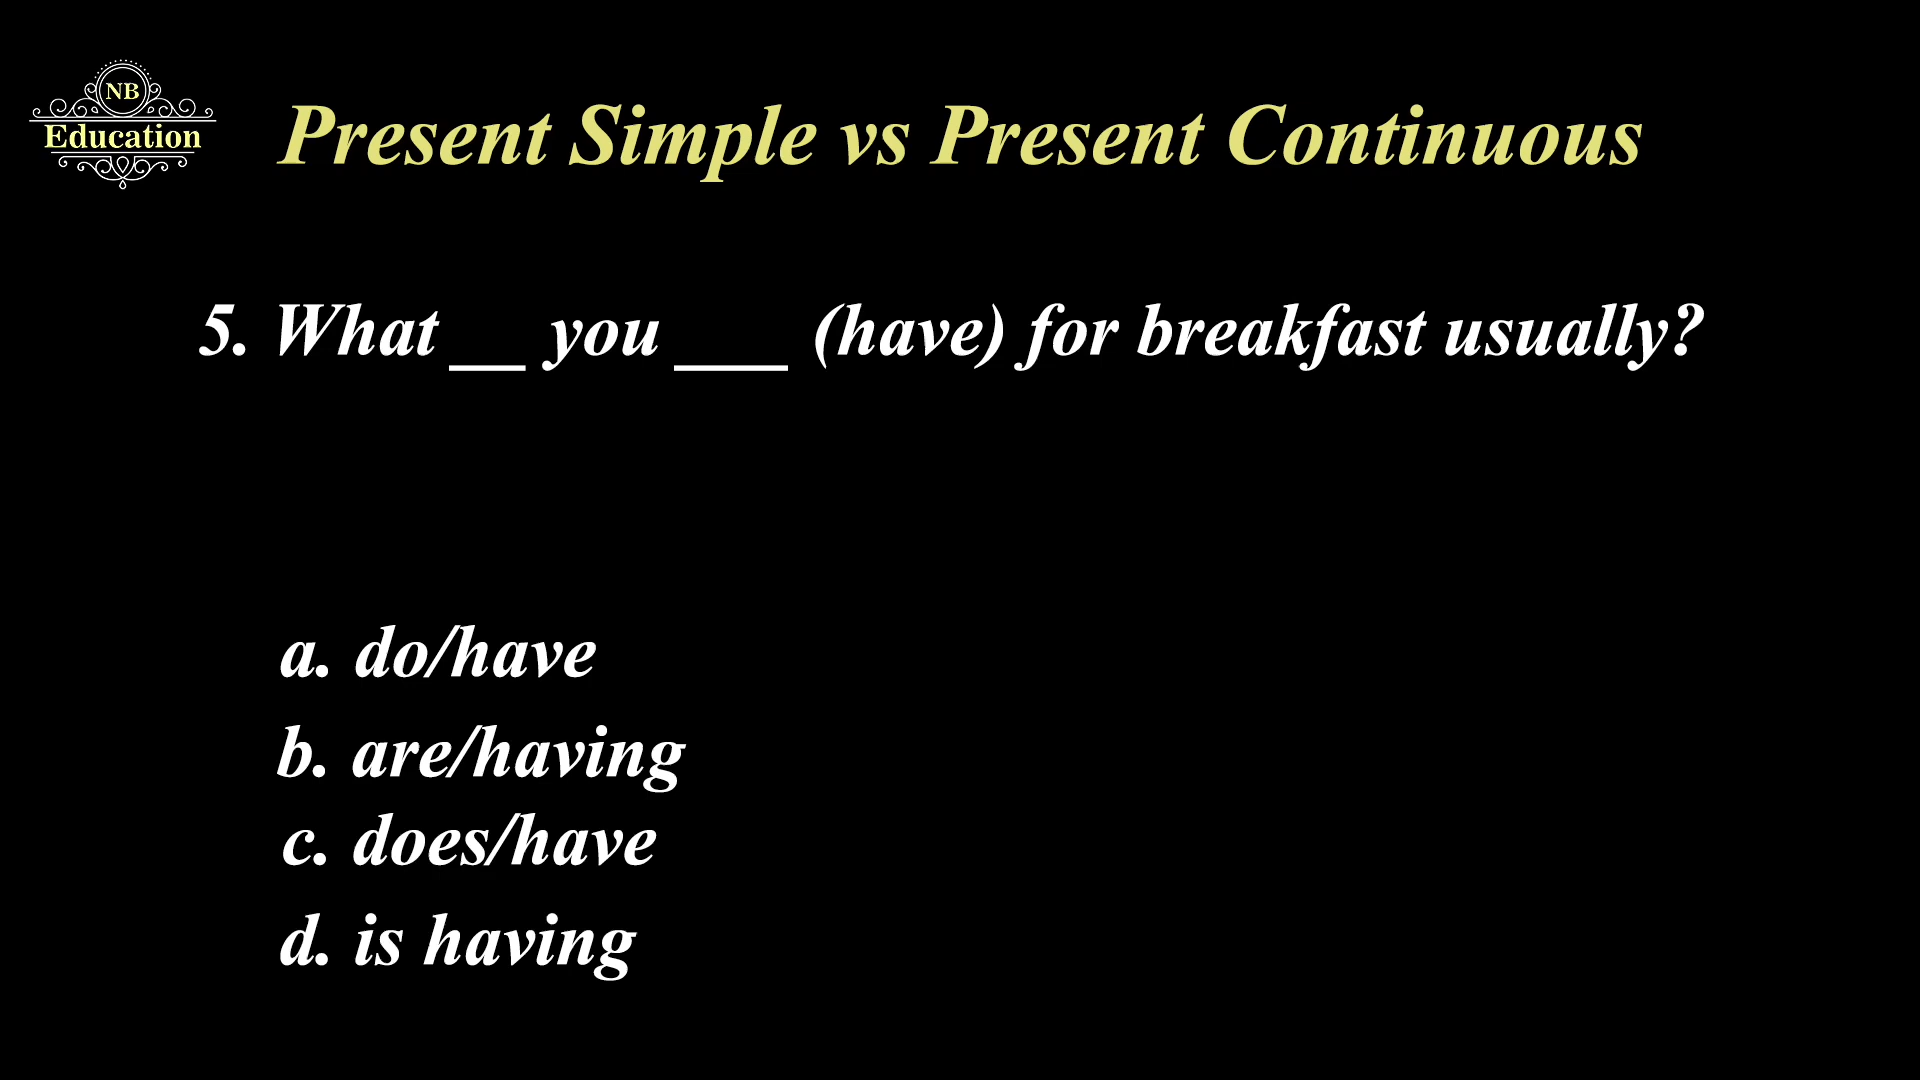 NB
Education
Present Simple vs Present Continuous
5. What __ you ___ (have) for breakfast usually?
a. do/have
b. are/having
c. does/have
d. is having